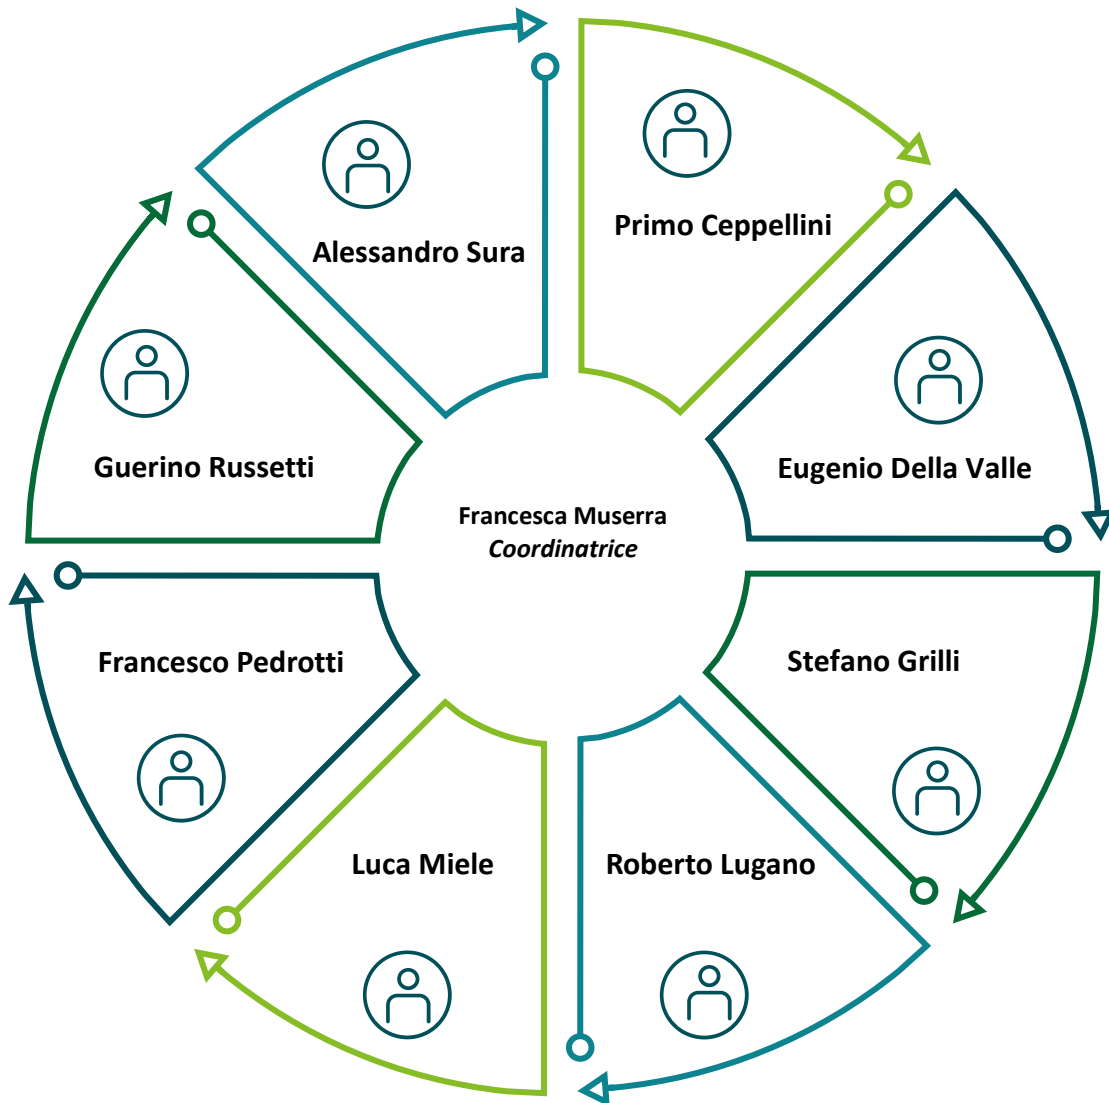 Primo Ceppellini
Alessandro Sura
Guerino Russetti
Eugenio Della Valle
Francesca Muserra
Coordinatrice
Francesco Pedrotti
Stefano Grilli
Luca Miele
Roberto Lugano